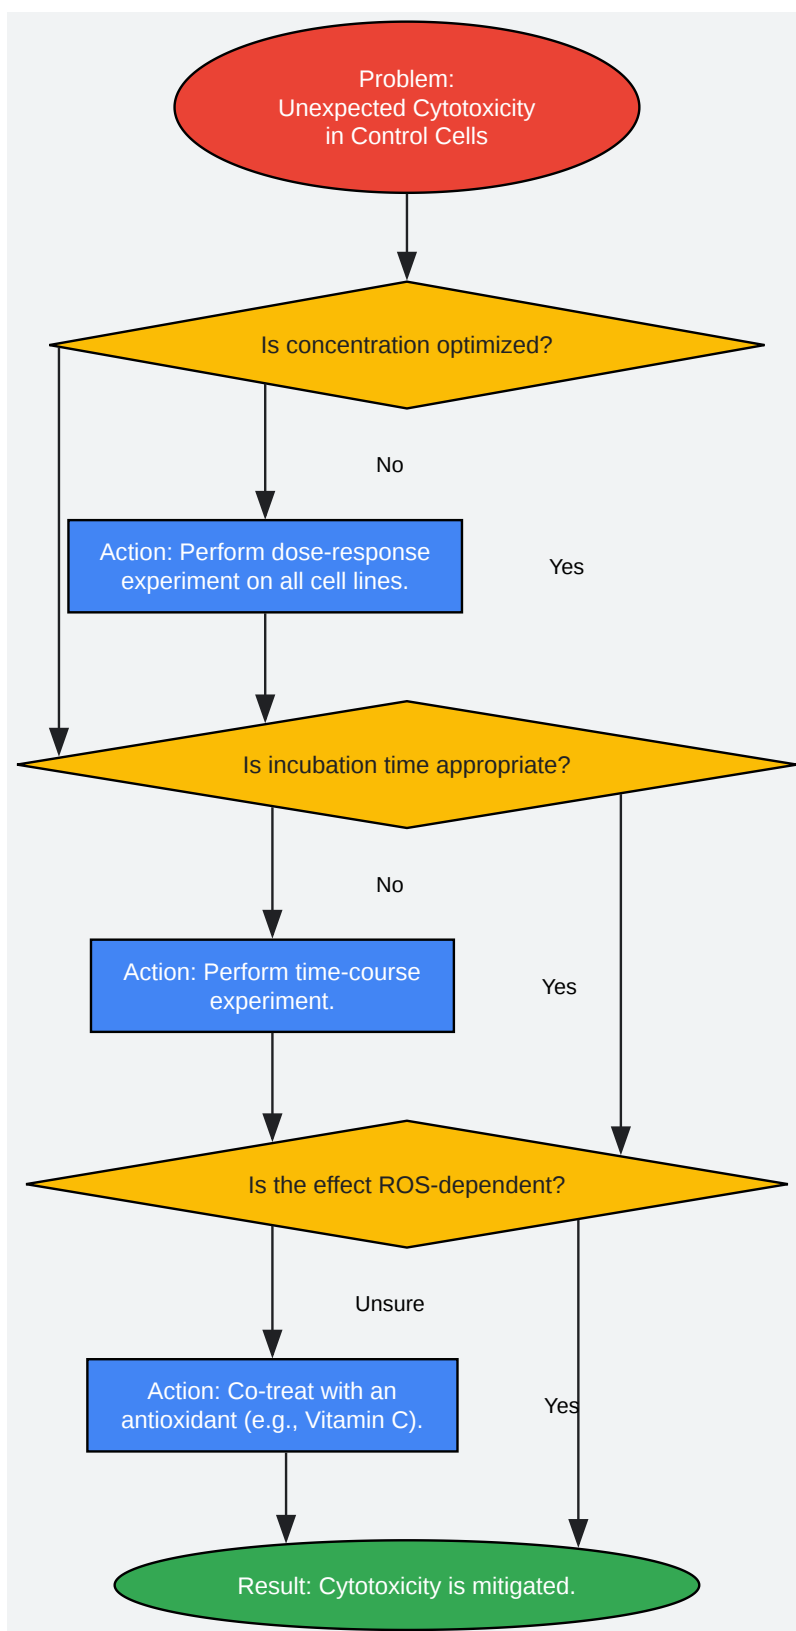 Problem:
Unexpected Cytotoxicity
in Control Cells
Is concentration optimized?
No
Action: Perform dose-response
experiment on all cell lines.
Yes
Is incubation time appropriate?
No
Action: Perform time-course
experiment.
Yes
Is the effect ROS-dependent?
Unsure
Action: Co-treat with an
antioxidant (e.g., Vitamin C).
Yes
Result: Cytotoxicity is mitigated.